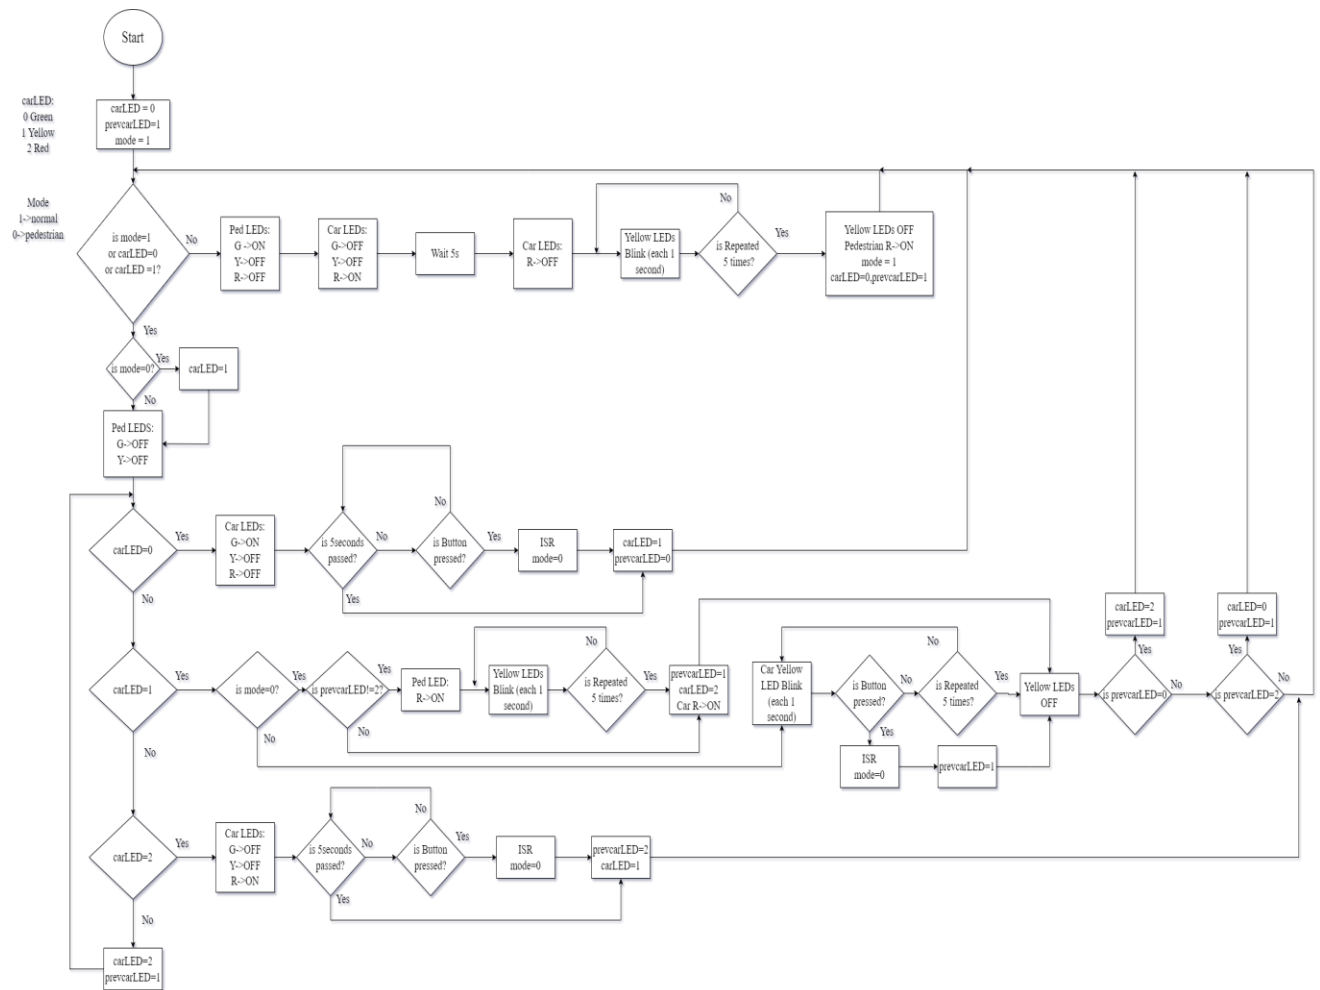 Start
carLED:
0 Green
1 Yellow
2 Red
carLED = 0
prevcarLED=1
mode = 1
Mode
1->normal
0->pedestrian
is mode=1
or carLED=0
or carLED =1?
No
Ped LEDs:
G ->ON
Y->OFF
R->OFF
Car LEDs:
G->OFF
Y->OFF
R->ON
Wait 5s
Car LEDs:
R->OFF
Yellow LEDs
Blink (each 1
second)
No
is Repeated
5 times?
Yes
Yellow LEDs OFF
Pedestrian R->ON
mode = 1
carLED=0,prevcarLED=1
Yes
is mode=0?
Yes
carLED=1
No
Ped LEDS:
G->OFF
Y->OFF
carLED=0
Yes
Car LEDs:
G->ON
Y->OFF
R->OFF
is 5seconds
passed?
No
No
is Button
pressed?
Yes
ISR
mode=0
carLED=1
prevcarLED=0
Yes
No
carLED=1
Yes
is mode=0?
Yes
is prevcarLED!=2?
Yes
Ped LED:
R->ON
Yellow LEDs
Blink (each 1
second)
No
is Repeated
5 times?
Yes
prevcarLED=1
carLED=2
Car R->ON
No
No
Car Yellow
LED Blink
(each 1
second)
is Button
pressed?
No
No
is Repeated
5 times?
Yes
Yellow LEDs
OFF
Yes
ISR
mode=0
prevcarLED=1
is prevcarLED=0
Yes
carLED=2
prevcarLED=1
No
is prevcarLED=2
Yes
carLED=0
prevcarLED=1
No
No
carLED=2
Yes
Car LEDs:
G->OFF
Y->OFF
R->ON
is 5seconds
passed?
No
No
is Button
pressed?
Yes
ISR
mode=0
prevcarLED=2
carLED=1
Yes
No
carLED=2
prevcarLED=1